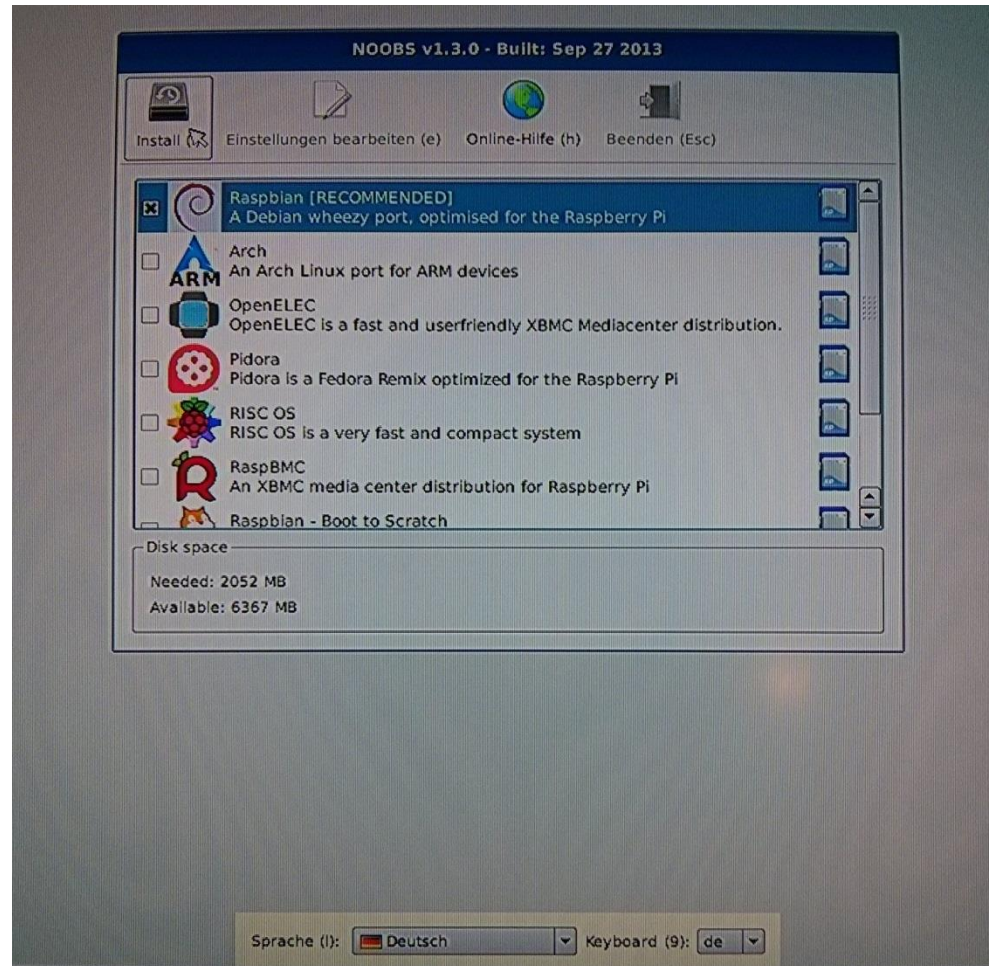 NOOBS v1.3.0 - Built: Sep 27 2013
Install Einstellungen bearbeiten (e) Online-Hilfe (h) Beenden (Esc)
Raspbian [RECOMMENDED]
A Debian wheezy port, optimised for the Raspberry Pi
Arch
An Arch Linux port for ARM devices
ARM
OpenELEC
OpenELEC is a fast and userfriendly XBMC Mediacenter distribution.
Pidora
Pidora is a Fedora Remix optimized for the Raspberry Pi
RISC OS
RISC OS is a very fast and compact system
RaspBMC
An XBMC media center distribution for Raspberry Pi
Raspbian - Boot to Scratch
Disk space
Needed: 2052 MB
Available: 6367 MB
Sprache (l): Deutsch Keyboard (9): de